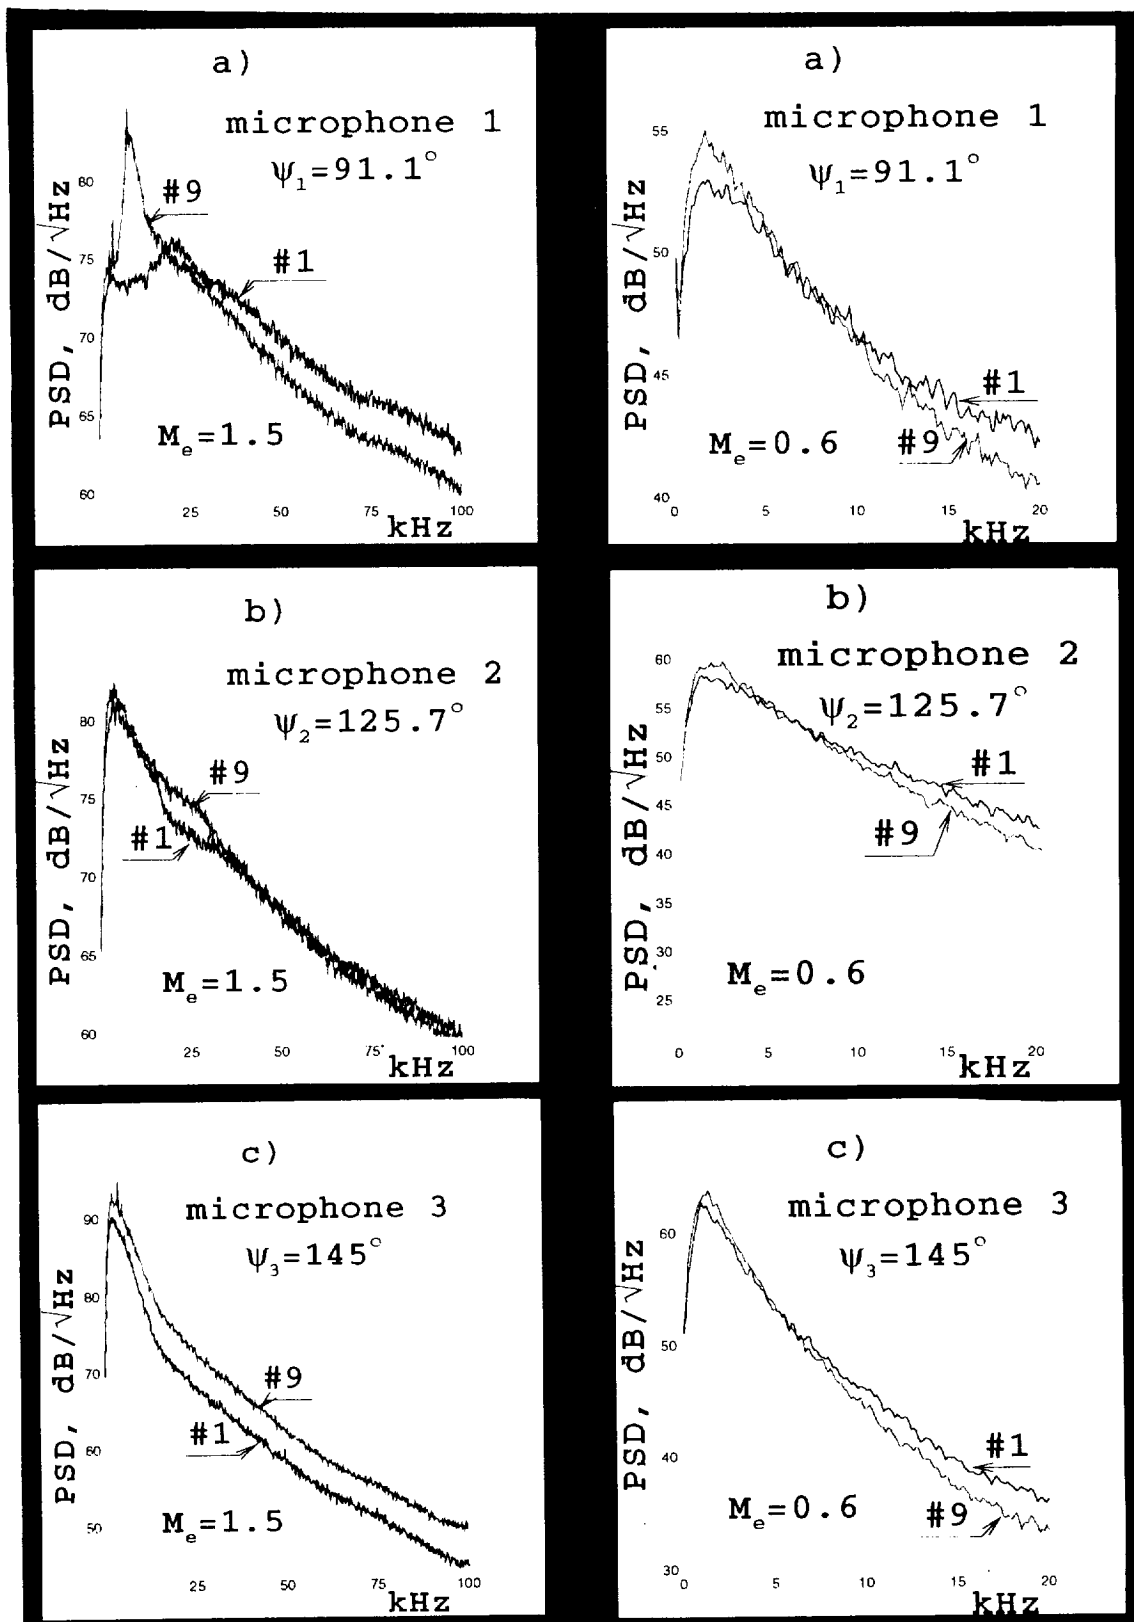 a)
microphone 1
ψ₁=91.1°
PSD, dB/√Hz
80
75
70
65
60
#9
#1
Mₑ=1.5
25
50
75
100
kHz
a)
microphone 1
ψ₁=91.1°
PSD, dB/√Hz
55
50
45
40
#1
#9
Mₑ=0.6
0
5
10
15
20
kHz
b)
microphone 2
ψ₂=125.7°
PSD, dB/√Hz
80
75
70
65
60
#9
#1
Mₑ=1.5
25
50
75
100
kHz
b)
microphone 2
ψ₂=125.7°
PSD, dB/√Hz
60
55
50
45
40
35
30
25
#1
#9
Mₑ=0.6
0
5
10
15
20
kHz
c)
microphone 3
ψ₃=145°
PSD, dB/√Hz
90
80
70
60
50
#9
#1
Mₑ=1.5
25
50
75
100
kHz
c)
microphone 3
ψ₃=145°
PSD, dB/√Hz
60
50
40
30
#1
#9
Mₑ=0.6
0
5
10
15
20
kHz